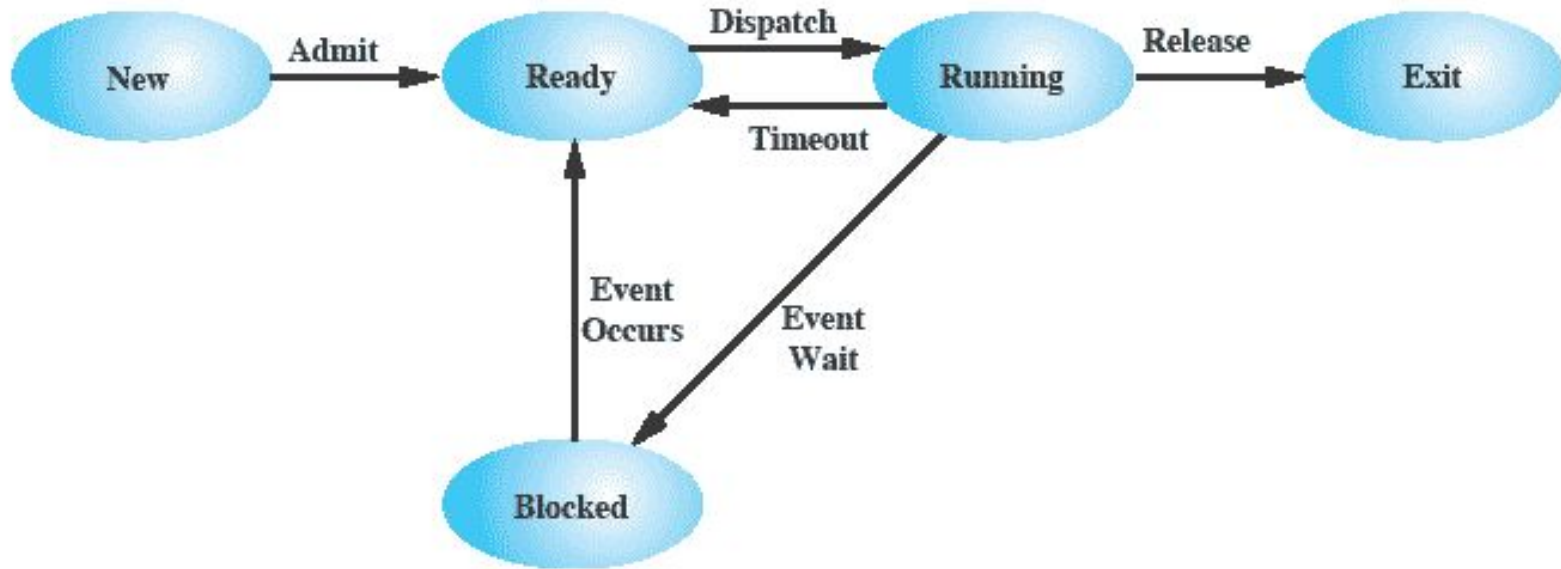 Dispatch
Admit
Release
New
Ready
Running
Exit
Timeout
Event
Occurs
Event
Wait
Blocked